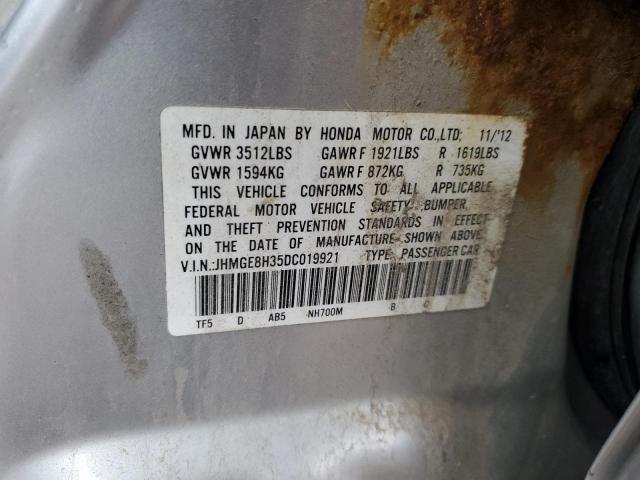 MFD. IN JAPAN BY HONDA MOTOR CO.,LTD; 11/'12
GVWR 3512LBS GAWR F 1921LBS R 1619LBS
GVWR 1594KG GAWR F 872KG R 735KG
THIS VEHICLE CONFORMS TO ALL APPLICABLE
FEDERAL MOTOR VEHICLE SAFETY, BUMPER,
AND THEFT PREVENTION STANDARDS IN EFFECT
ON THE DATE OF MANUFACTURE SHOWN ABOVE.
V.I.N.:JHMGE8H35DC019921 TYPE: PASSENGER CAR
TF5 D AB5 NH700M B